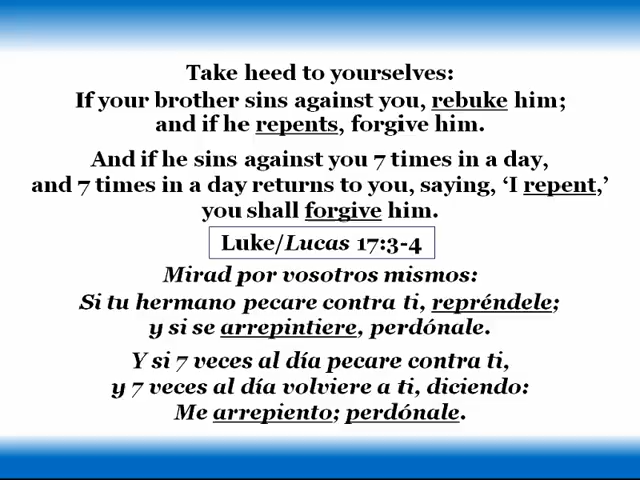 Take heed to yourselves:
If your brother sins against you, rebuke him;
and if he repents, forgive him.
And if he sins against you 7 times in a day,
and 7 times in a day returns to you, saying, ‘I repent,’
you shall forgive him.
Luke/Lucas 17:3-4
Mirad por vosotros mismos:
Si tu hermano pecare contra ti, repréndele;
y si se arrepintiere, perdónale.
Y si 7 veces al día pecare contra ti,
y 7 veces al día volviere a ti, diciendo:
Me arrepiento; perdónale.